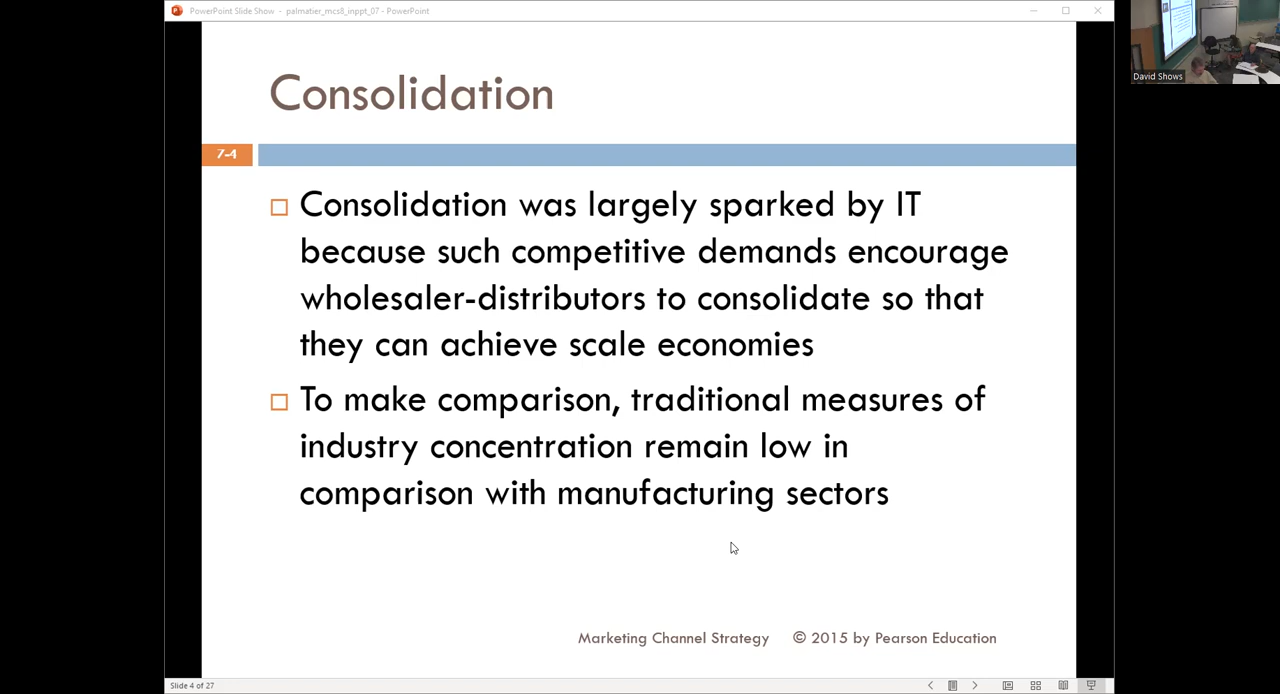 PowerPoint Slide Show - palmatier_mcs8_inppt_07 - PowerPoint
David Shows
Consolidation
7-4
Consolidation was largely sparked by IT
because such competitive demands encourage
wholesaler-distributors to consolidate so that
they can achieve scale economies
To make comparison, traditional measures of
industry concentration remain low in
comparison with manufacturing sectors
Marketing Channel Strategy © 2015 by Pearson Education
Slide 4 of 27